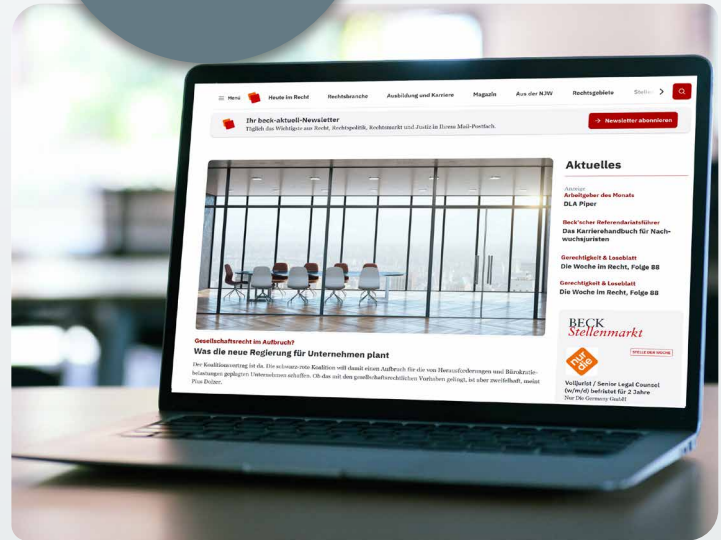 Menü
Heute im Recht
Rechtsbranche
Ausbildung und Karriere
Magazin
Aus der NJW
Rechtsgebiete
Ihr beck-aktuell-Newsletter
Täglich das Wichtigste aus Recht, Rechtspolitik, Rechtsmarkt und Justiz in Ihrem Mail-Postfach.
→ Newsletter abonnieren
Gesellschaftsrecht im Aufbruch?
Was die neue Regierung für Unternehmen plant
Der Koalitionsvertrag ist da. Die schwarz-rote Koalition will damit einen Aufbruch für die von Herausforderungen und Bürokratie-
belastungen geplagten Unternehmen schaffen. Ob das mit den gesellschaftsrechtlichen Vorhaben gelingt, ist aber zweifelhaft, meint
Pius Dolzer.
Aktuelles
Anzeige
Arbeitgeber des Monats
DLA Piper
Beck'scher Referendariatsführer
Das Karrierehandbuch für Nach-
wuchsjuristen
Gerechtigkeit & Loseblatt
Die Woche im Recht, Folge 88
Gerechtigkeit & Loseblatt
Die Woche im Recht, Folge 88
BECK
Stellenmarkt
nur
die
STELLE DER WOCHE
Volljurist / Senior Legal Counsel
(w/m/d) befristet für 2 Jahre
Nur Die Germany GmbH